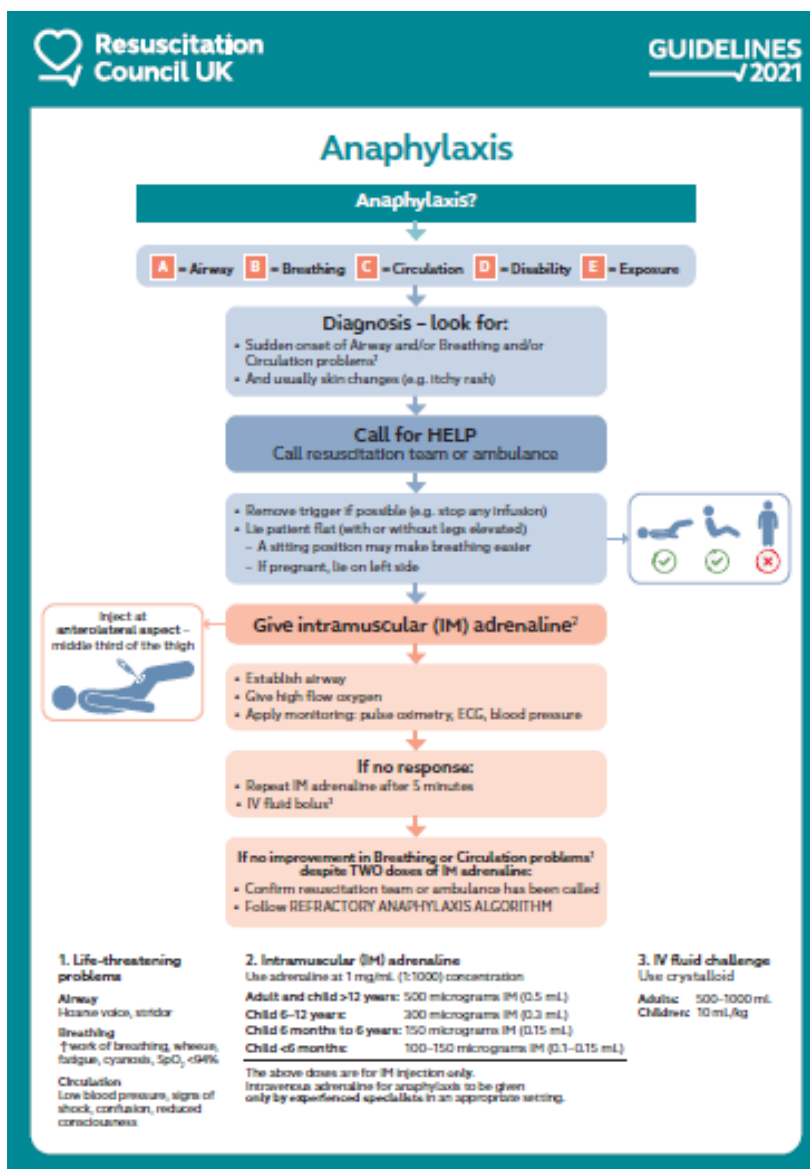 Resuscitation
Council UK
GUIDELINES
2021
Anaphylaxis
Anaphylaxis?
A = Airway B = Breathing C = Circulation D = Disability E = Exposure
Diagnosis – look for:
• Sudden onset of Airway and/or Breathing and/or
Circulation problems¹
• And usually skin changes (e.g. itchy rash)
Call for HELP
Call resuscitation team or ambulance
• Remove trigger if possible (e.g. stop any infusion)
• Lie patient flat (with or without legs elevated)
– A sitting position may make breathing easier
– If pregnant, lie on left side
Inject at
anterolateral aspect –
middle third of the thigh
Give intramuscular (IM) adrenaline²
• Establish airway
• Give high flow oxygen
• Apply monitoring: pulse oximetry, ECG, blood pressure
If no response:
• Repeat IM adrenaline after 5 minutes
• IV fluid bolus³
If no improvement in Breathing or Circulation problems¹
despite TWO doses of IM adrenaline:
• Confirm resuscitation team or ambulance has been called
• Follow REFRACTORY ANAPHYLAXIS ALGORITHM
1. Life-threatening
problems
Airway
Hoarse voice, stridor
Breathing
↑work of breathing, wheeze,
fatigue, cyanosis, SpO₂ <94%
Circulation
Low blood pressure, signs of
shock, confusion, reduced
consciousness
2. Intramuscular (IM) adrenaline
Use adrenaline at 1 mg/mL (1:1000) concentration
Adult and child >12 years: 500 micrograms IM (0.5 mL)
Child 6–12 years: 300 micrograms IM (0.3 mL)
Child 6 months to 6 years: 150 micrograms IM (0.15 mL)
Child <6 months: 100–150 micrograms IM (0.1–0.15 mL)
The above doses are for IM injection only.
Intravenous adrenaline for anaphylaxis to be given
only by experienced specialists in an appropriate setting.
3. IV fluid challenge
Use crystalloid
Adults: 500–1000 mL
Children: 10 mL/kg